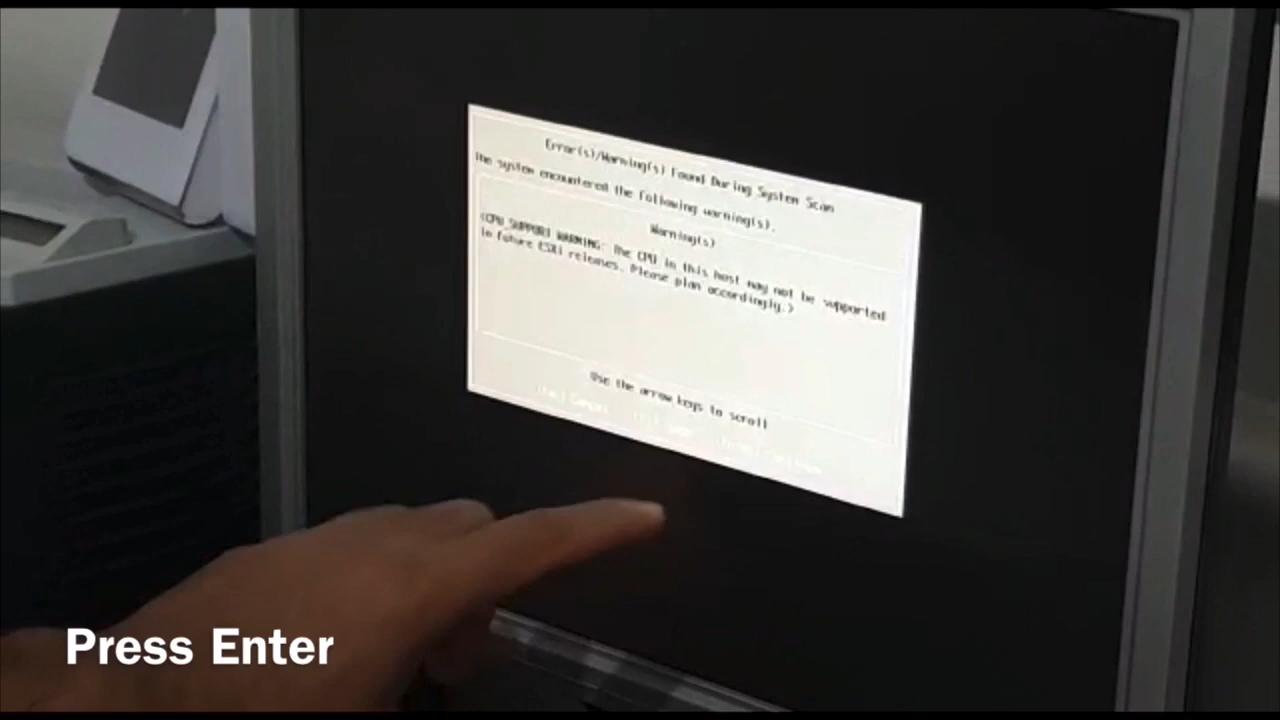 Error(s)/Warning(s) Found During System Scan
The system encountered the following warning(s).
Warning(s)
<CPU_SUPPORT WARNING: The CPU in this host may not be supported
in future ESXi releases. Please plan accordingly.>
Use the arrow keys to scroll
Cancel
Press Enter